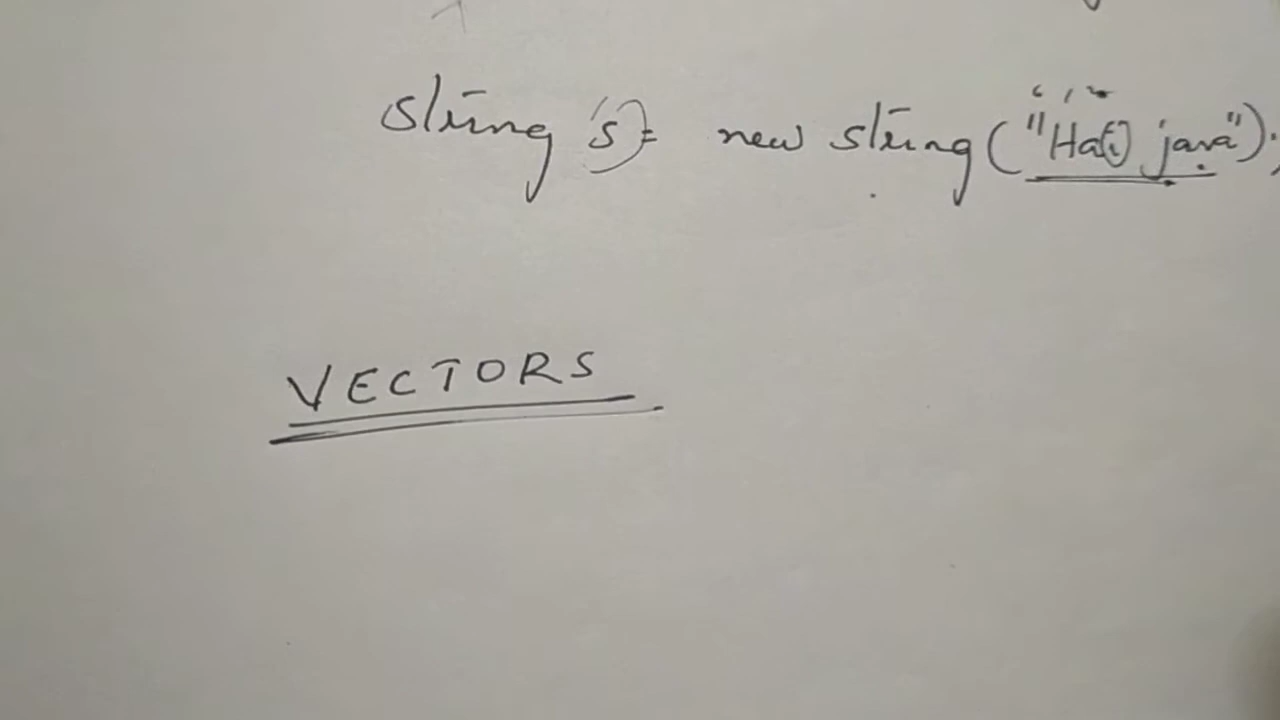 string s = new string ("Hai java");
VECTORS